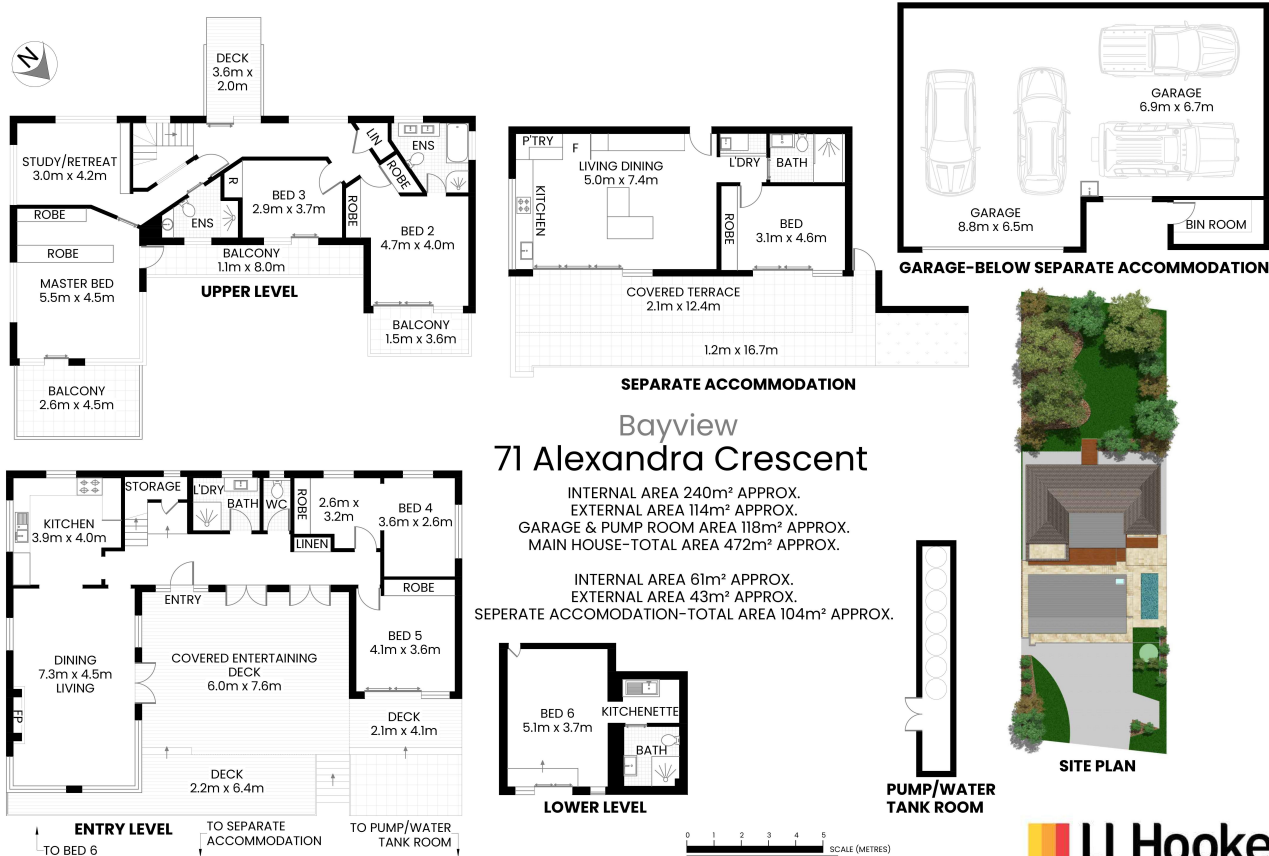 N
DECK
3.6m x
2.0m
STUDY/RETREAT
3.0m x 4.2m
ROBE
ROBE
MASTER BED
5.5m x 4.5m
BALCONY
2.6m x 4.5m
ENS
R
BED 3
2.9m x 3.7m
ROBE
LIN
ROBE
ENS
BED 2
4.7m x 4.0m
BALCONY
1.1m x 8.0m
UPPER LEVEL
BALCONY
1.5m x 3.6m
P'TRY
F
LIVING DINING
5.0m x 7.4m
KITCHEN
L'DRY
BATH
ROBE
BED
3.1m x 4.6m
COVERED TERRACE
2.1m x 12.4m
1.2m x 16.7m
SEPARATE ACCOMMODATION
GARAGE
6.9m x 6.7m
GARAGE
8.8m x 6.5m
BIN ROOM
GARAGE-BELOW SEPARATE ACCOMMODATION
Bayview
71 Alexandra Crescent
INTERNAL AREA 240m² APPROX.
EXTERNAL AREA 114m² APPROX.
GARAGE & PUMP ROOM AREA 118m² APPROX.
MAIN HOUSE-TOTAL AREA 472m² APPROX.
INTERNAL AREA 61m² APPROX.
EXTERNAL AREA 43m² APPROX.
SEPERATE ACCOMODATION-TOTAL AREA 104m² APPROX.
KITCHEN
3.9m x 4.0m
STORAGE
L'DRY
BATH
WC
ROBE
2.6m x
3.2m
BED 4
3.6m x 2.6m
LINEN
ROBE
ENTRY
BED 5
4.1m x 3.6m
DINING
7.3m x 4.5m
LIVING
FP
COVERED ENTERTAINING
DECK
6.0m x 7.6m
DECK
2.1m x 4.1m
DECK
2.2m x 6.4m
ENTRY LEVEL
TO BED 6
TO SEPARATE
ACCOMMODATION
TO PUMP/WATER
TANK ROOM
BED 6
5.1m x 3.7m
KITCHENETTE
BATH
LOWER LEVEL
PUMP/WATER
TANK ROOM
SITE PLAN
0 1 2 3 4 5
SCALE (METRES)
LJ Hooke